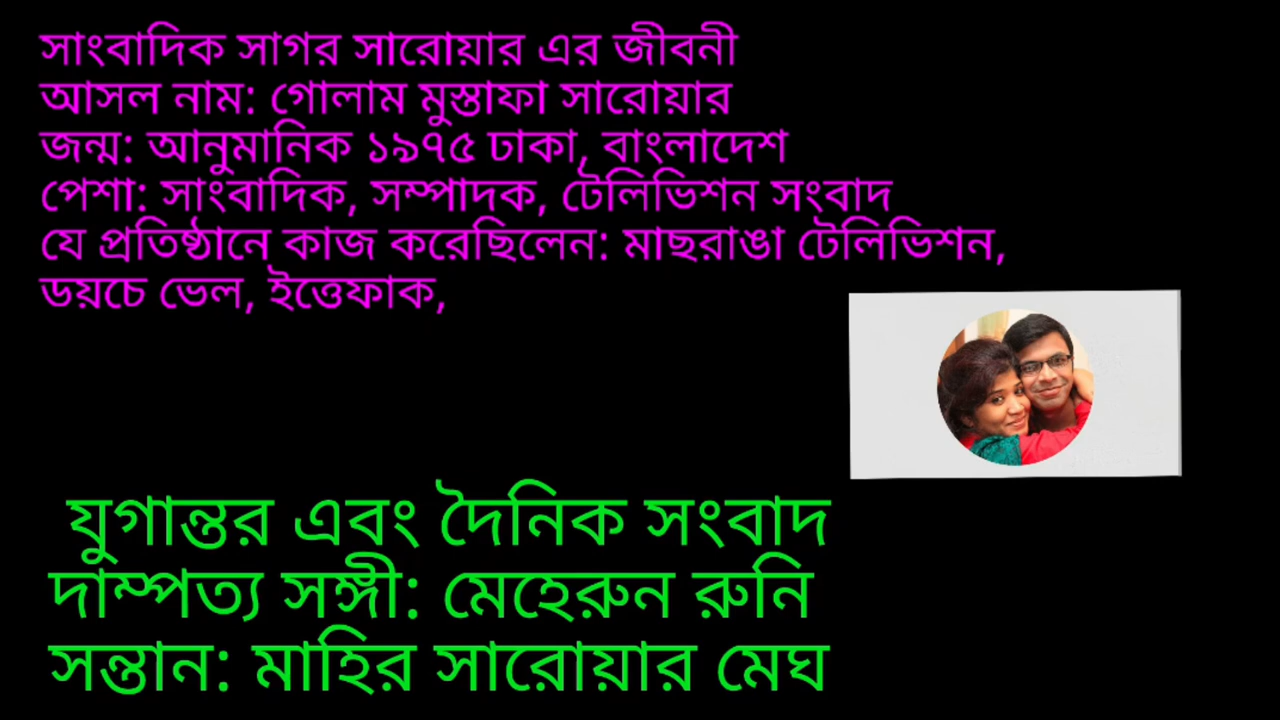 সাংবাদিক সাগর সারোয়ার এর জীবনী
আসল নাম: গোলাম মুস্তাফা সারোয়ার
জন্ম: আনুমানিক ১৯৭৫ ঢাকা, বাংলাদেশ
পেশা: সাংবাদিক, সম্পাদক, টেলিভিশন সংবাদ
যে প্রতিষ্ঠানে কাজ করেছিলেন: মাছরাঙা টেলিভিশন,
ডয়চে ভেল, ইত্তেফাক,
যুগান্তর এবং দৈনিক সংবাদ
দাম্পত্য সঙ্গী: মেহেরুন রুনি
সন্তান: মাহির সারোয়ার মেঘ